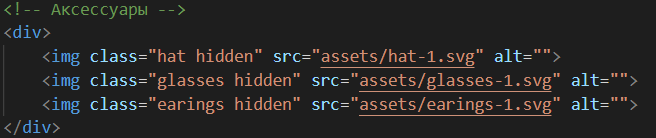 <!-- Аксессуары -->
<div>
<img class="hat hidden" src="assets/hat-1.svg" alt="">
<img class="glasses hidden" src="assets/glasses-1.svg" alt="">
<img class="earings hidden" src="assets/earings-1.svg" alt="">
</div>